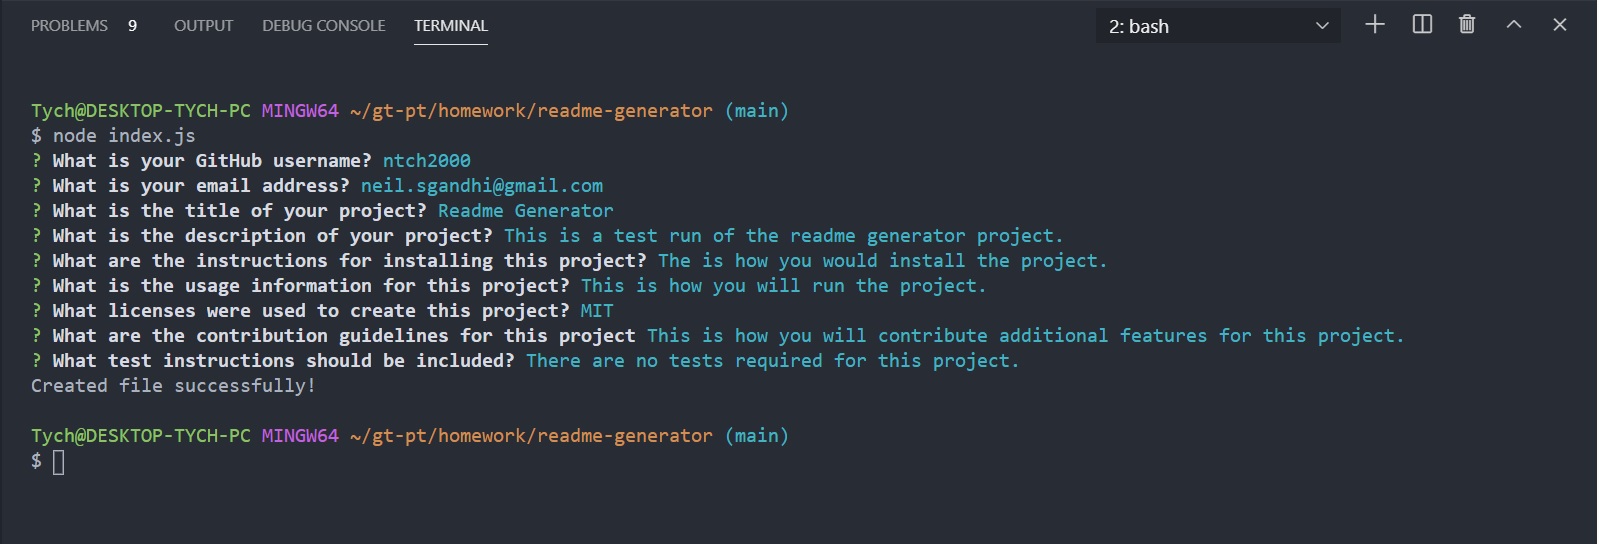 PROBLEMS 9 OUTPUT DEBUG CONSOLE TERMINAL 2: bash
Tych@DESKTOP-TYCH-PC MINGW64 ~/gt-pt/homework/readme-generator (main)
$ node index.js
? What is your GitHub username? ntch2000
? What is your email address? neil.sgandhi@gmail.com
? What is the title of your project? Readme Generator
? What is the description of your project? This is a test run of the readme generator project.
? What are the instructions for installing this project? The is how you would install the project.
? What is the usage information for this project? This is how you will run the project.
? What licenses were used to create this project? MIT
? What are the contribution guidelines for this project This is how you will contribute additional features for this project.
? What test instructions should be included? There are no tests required for this project.
Created file successfully!
Tych@DESKTOP-TYCH-PC MINGW64 ~/gt-pt/homework/readme-generator (main)
$